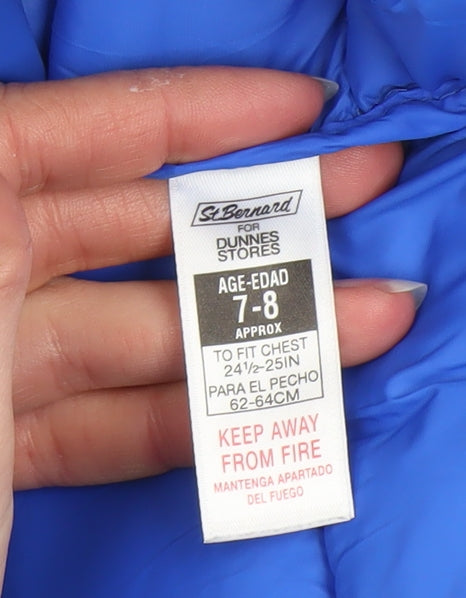 St.Bernard
FOR
DUNNES
STORES
AGE-EDAD
7-8
APPROX
TO FIT CHEST
24½-25IN
PARA EL PECHO
62-64CM
KEEP AWAY
FROM FIRE
MANTENGA APARTADO
DEL FUEGO